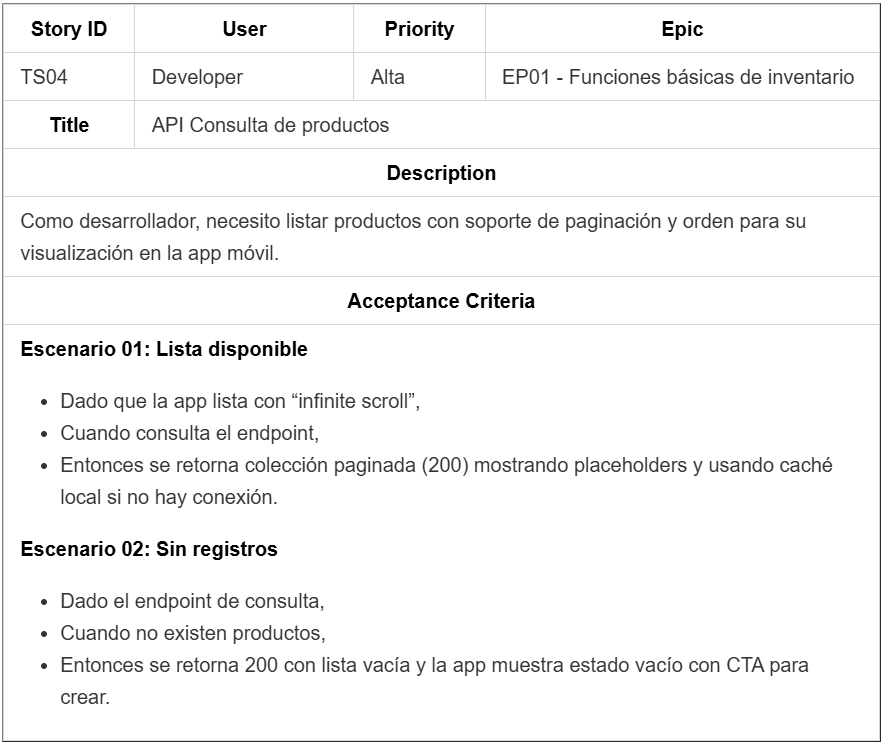 Story ID User Priority Epic
TS04 Developer Alta EP01 - Funciones básicas de inventario
Title API Consulta de productos
Description
Como desarrollador, necesito listar productos con soporte de paginación y orden para su
visualización en la app móvil.
Acceptance Criteria
Escenario 01: Lista disponible
• Dado que la app lista con “infinite scroll”,
• Cuando consulta el endpoint,
• Entonces se retorna colección paginada (200) mostrando placeholders y usando caché
local si no hay conexión.
Escenario 02: Sin registros
• Dado el endpoint de consulta,
• Cuando no existen productos,
• Entonces se retorna 200 con lista vacía y la app muestra estado vacío con CTA para
crear.